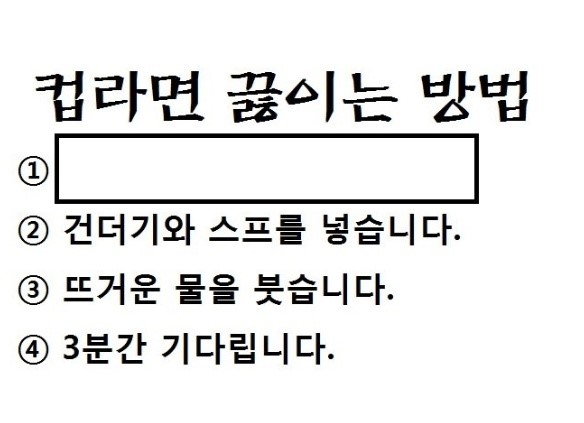 컵라면 끓이는 방법
①
② 건더기와 스프를 넣습니다.
③ 뜨거운 물을 붓습니다.
④ 3분간 기다립니다.